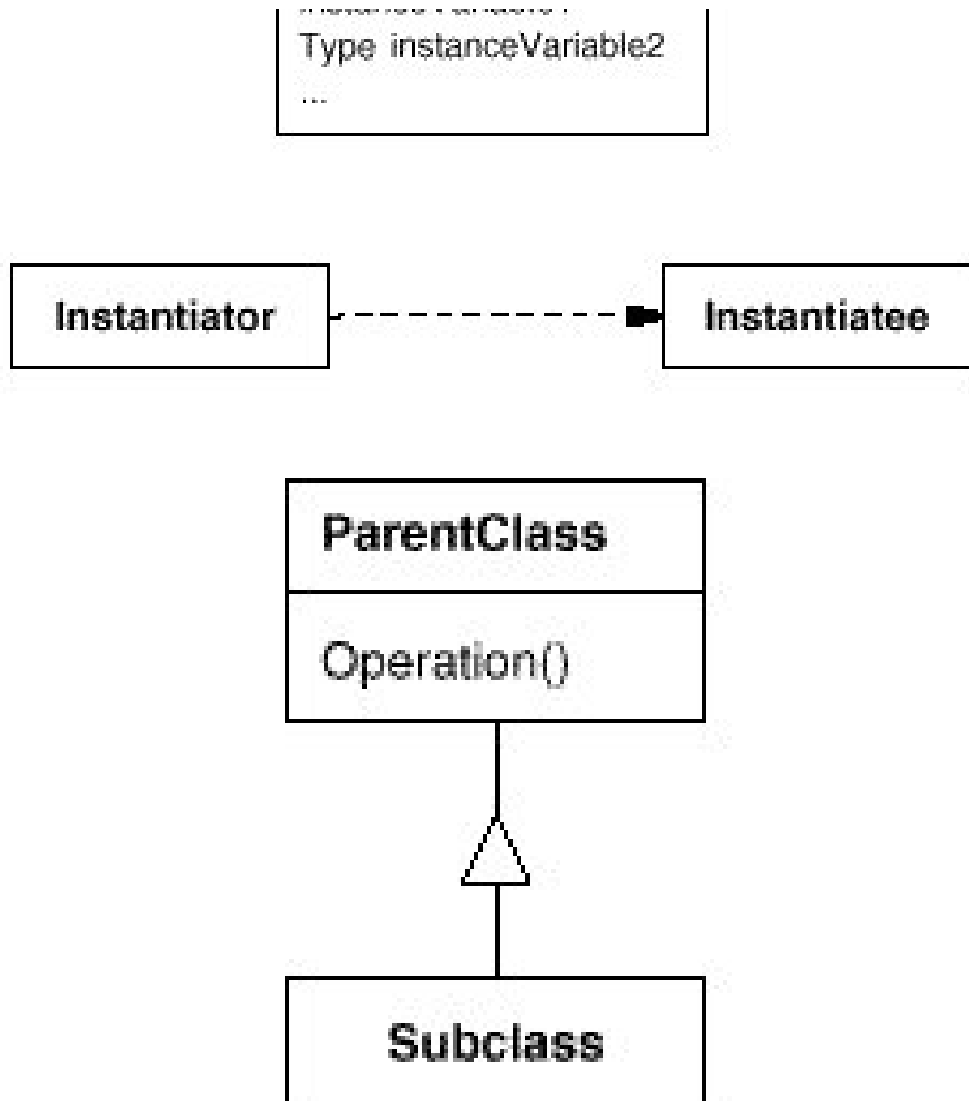 Type instanceVariable2
...
Instantiator
Instantiatee
ParentClass
Operation()
Subclass